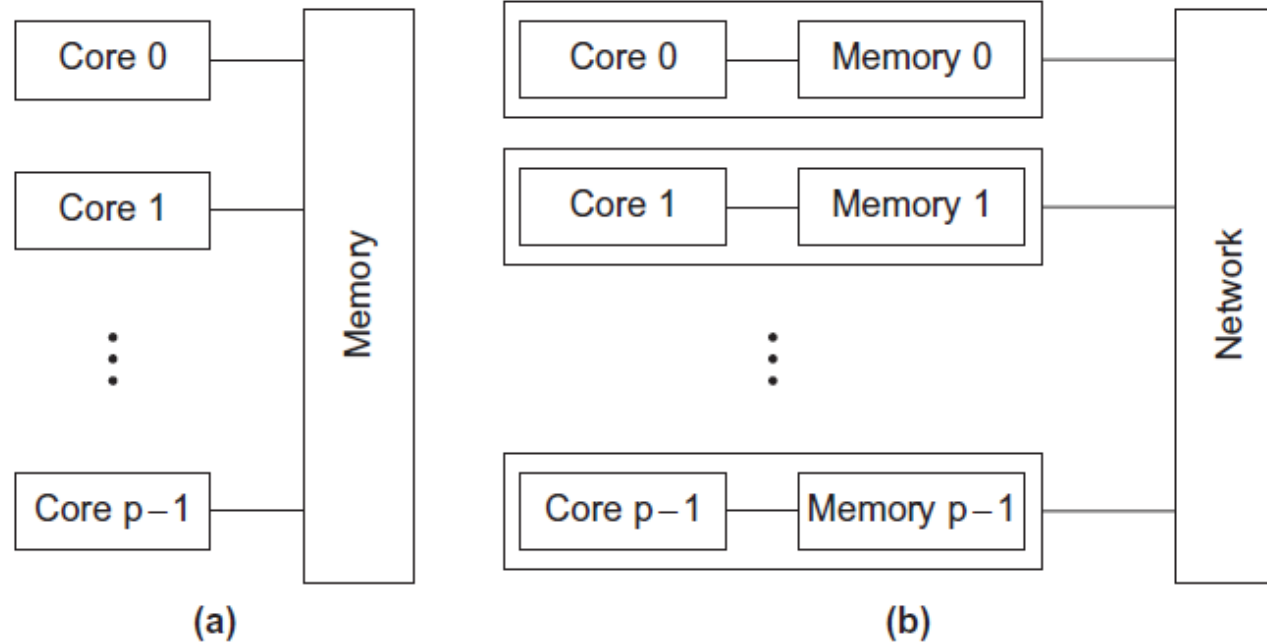 Core 0
Core 1
Core p−1
Memory
(a)
Core 0
Memory 0
Core 1
Memory 1
Core p−1
Memory p−1
Network
(b)